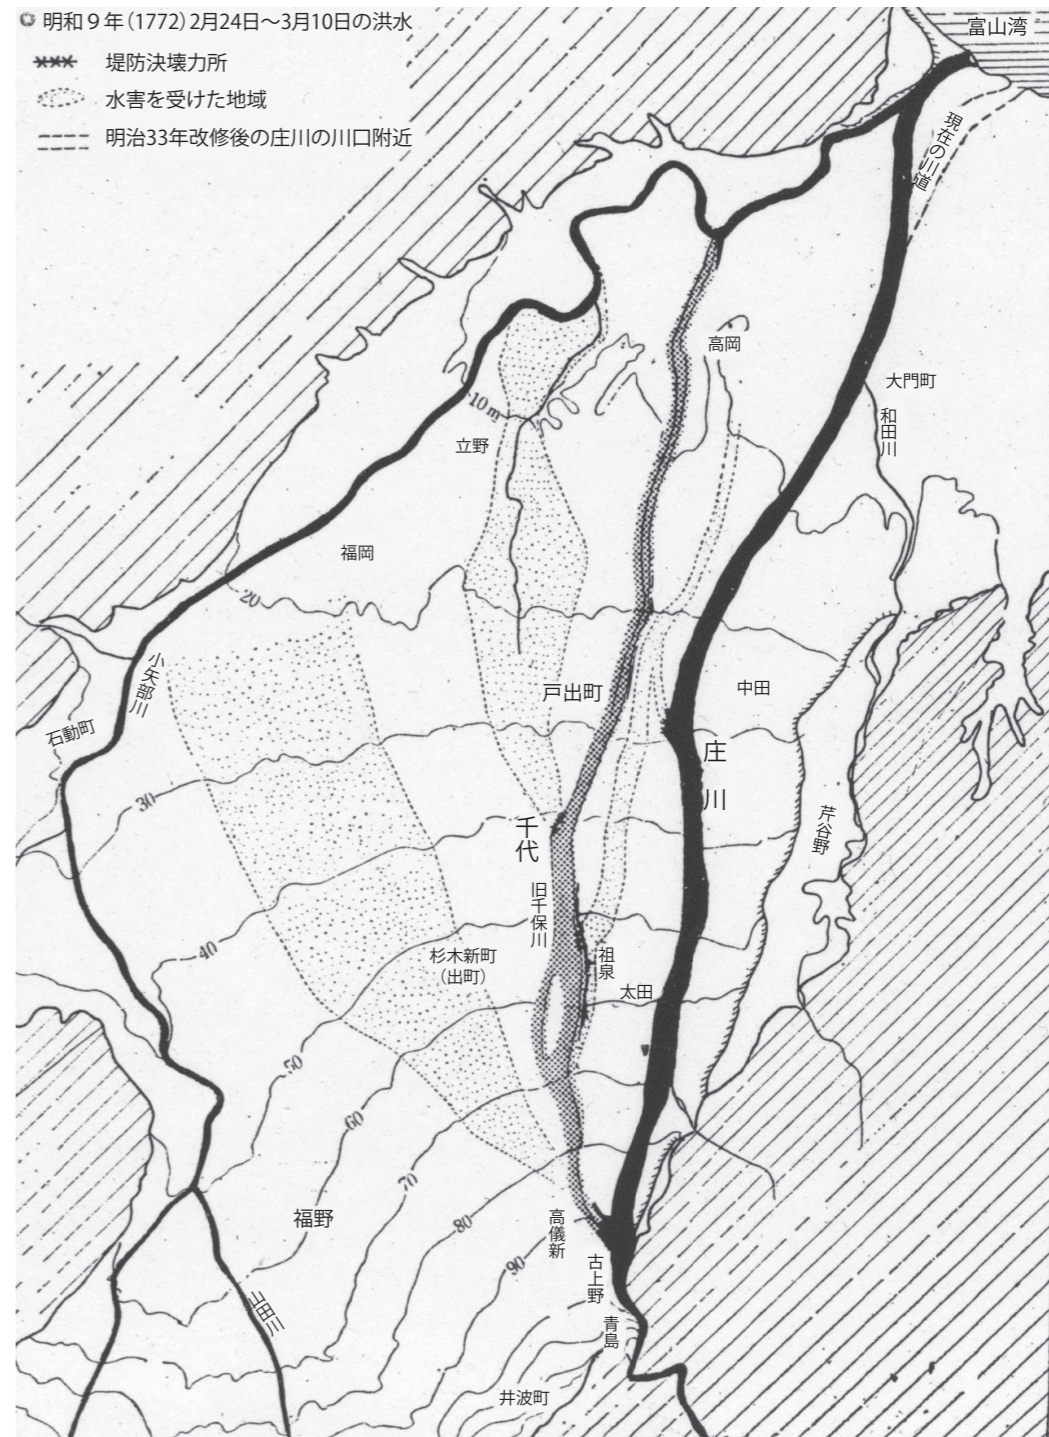 明和9年(1772)2月24日～3月10日の洪水
堤防決壊力所
水害を受けた地域
明治33年改修後の庄川の川口附近
富山湾
現在の川道
高岡
大門町
和田川
10m
立野
福岡
20
小矢部川
石動町
戸出町
中田
庄川
30
千代
芹谷野
旧千保川
40
杉木新町
(出町)
祖泉
太田
50
60
70
福野
80
高儀新
90
古上野
山田川
青島
井波町